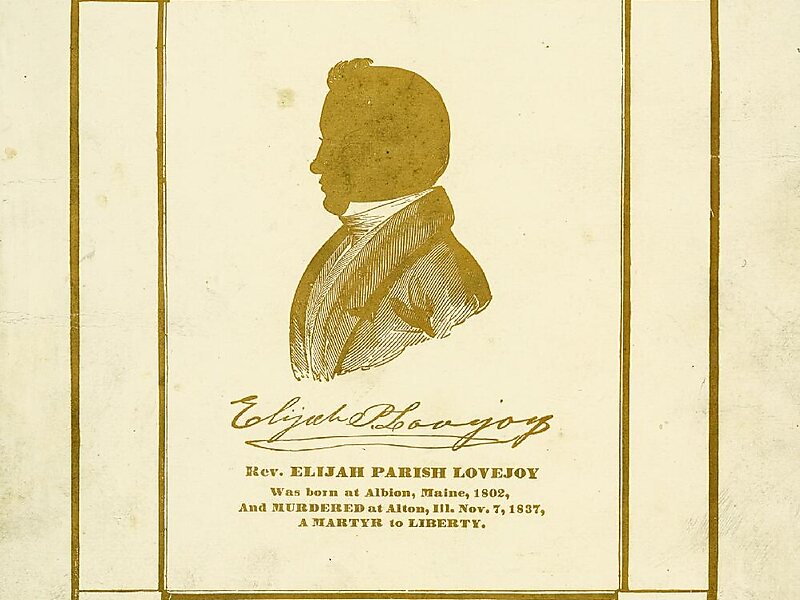 Elijah P. Lovejoy
Rev. ELIJAH PARISH LOVEJOY
Was born at Albion, Maine, 1802,
And MURDERED at Alton, Ill. Nov. 7, 1837,
A MARTYR to LIBERTY.